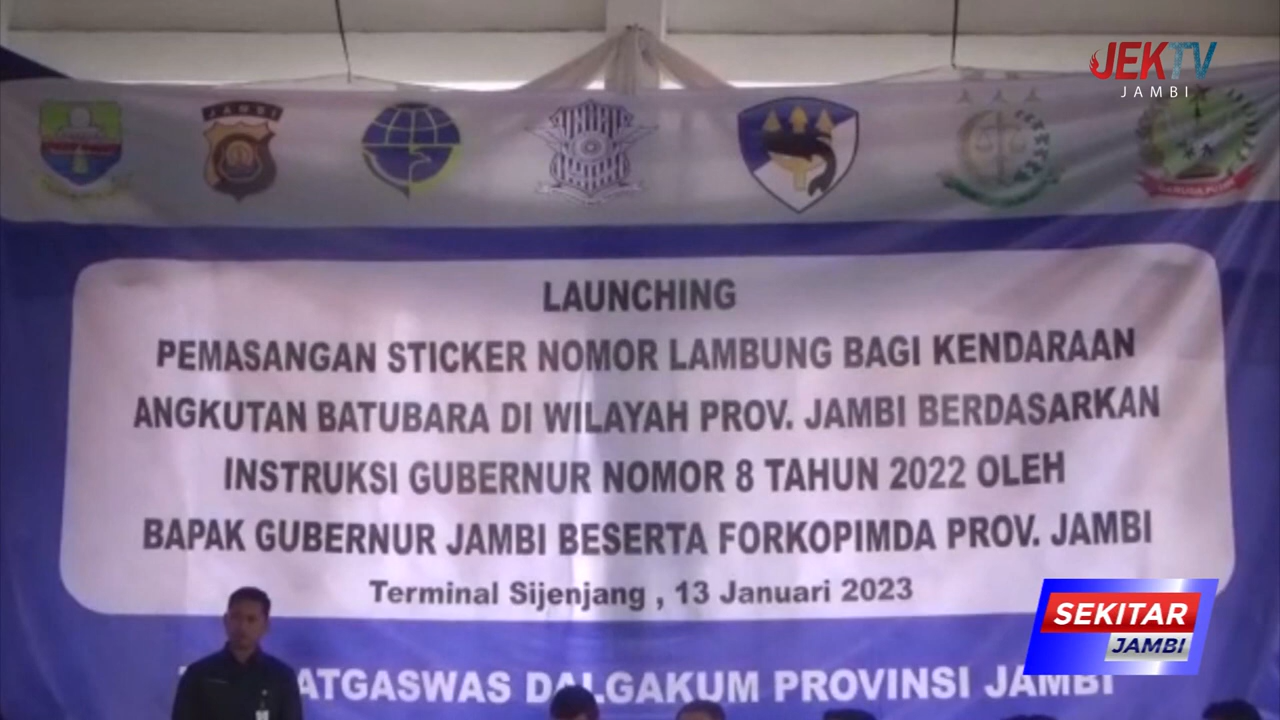 JEKTV
JAMBI
JAMBI
LAUNCHING
PEMASANGAN STICKER NOMOR LAMBUNG BAGI KENDARAAN
ANGKUTAN BATUBARA DI WILAYAH PROV. JAMBI BERDASARKAN
INSTRUKSI GUBERNUR NOMOR 8 TAHUN 2022 OLEH
BAPAK GUBERNUR JAMBI BESERTA FORKOPIMDA PROV. JAMBI
Terminal Sijenjang , 13 Januari 2023
SEKITAR
JAMBI
ATGASWAS DALGAKUM PROVINSI JAMBI